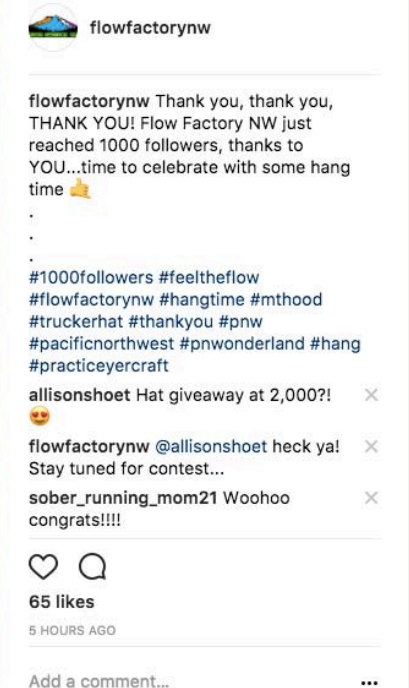 flowfactorynw
flowfactorynw Thank you, thank you,
THANK YOU! Flow Factory NW just
reached 1000 followers, thanks to
YOU...time to celebrate with some hang
time 🤙
.
.
.
#1000followers #feeltheflow
#flowfactorynw #hangtime #mthood
#truckerhat #thankyou #pnw
#pacificnorthwest #pnwonderland #hang
#practiceyercraft
allisonshoet Hat giveaway at 2,000?!
😍
flowfactorynw @allisonshoet heck ya!
Stay tuned for contest...
sober_running_mom21 Woohoo
congrats!!!!
65 likes
5 HOURS AGO
Add a comment...